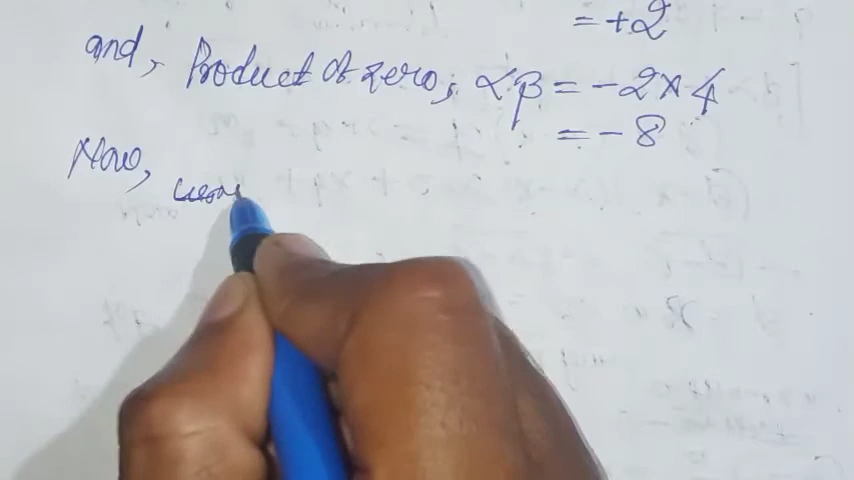 = +2
and, Product of zero; αβ = -2 × 4
= - 8
Now,